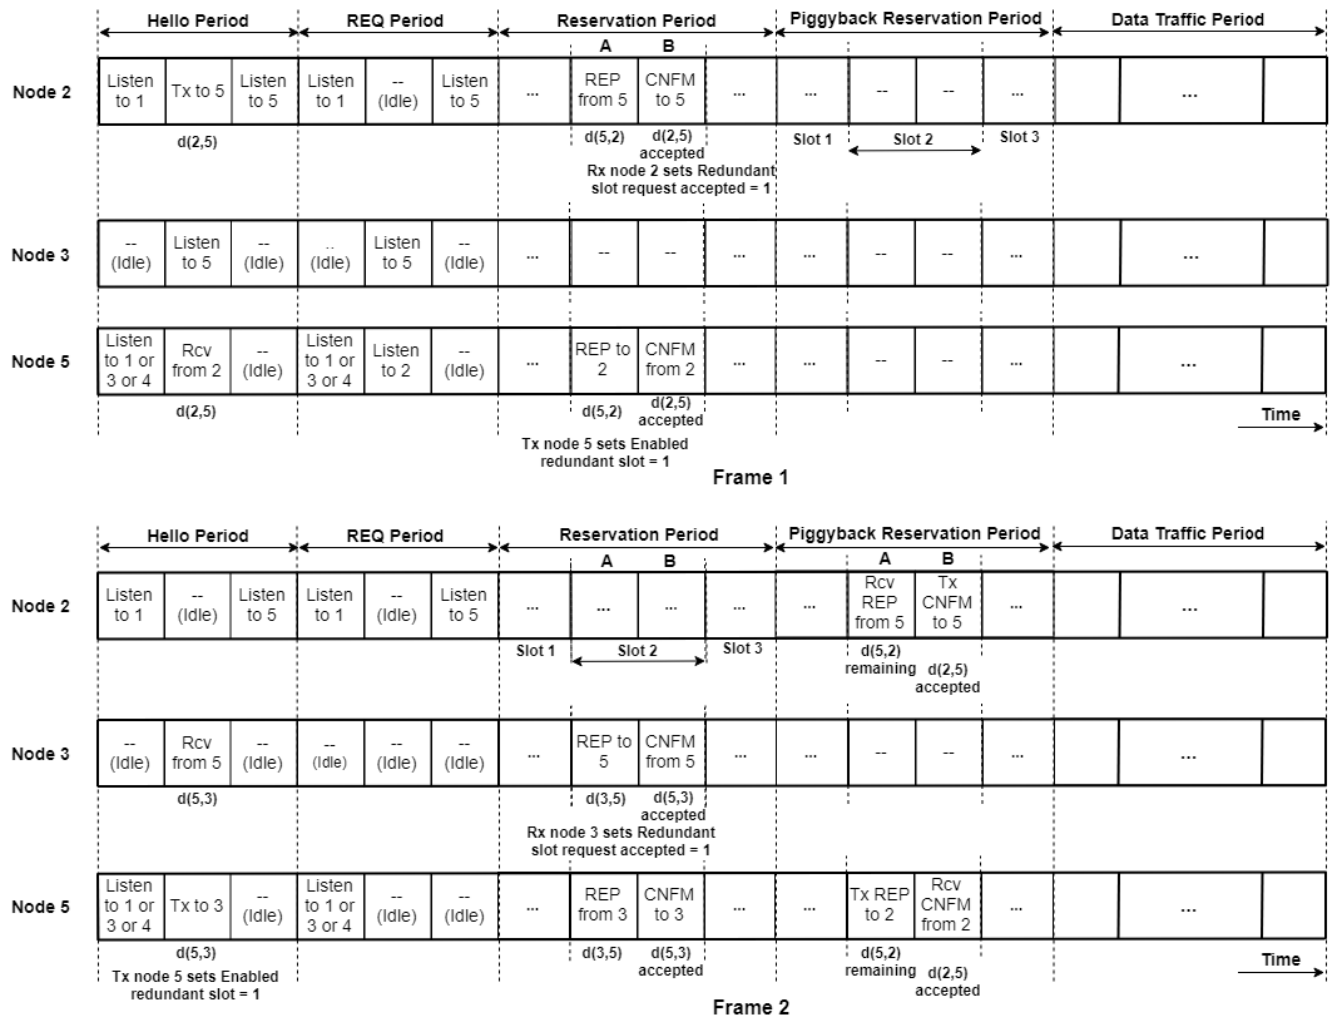 Hello Period REQ Period Reservation Period Piggyback Reservation Period Data Traffic Period
A B
Node 2
Listen to 1
Tx to 5
Listen to 5
Listen to 1
-- (Idle)
Listen to 5
...
REP from 5
CNFM to 5
...
...
--
--
...
...
d(2,5)
d(5,2)
d(2,5)
accepted
Slot 1 Slot 2 Slot 3
Rx node 2 sets Redundant
slot request accepted = 1
Node 3
-- (Idle)
Listen to 5
-- (Idle)
.. (Idle)
Listen to 5
-- (Idle)
...
--
--
...
...
--
--
...
...
Node 5
Listen to 1 or 3 or 4
Rcv from 2
-- (Idle)
Listen to 1 or 3 or 4
Listen to 2
-- (Idle)
...
REP to 2
CNFM from 2
...
...
--
--
...
...
d(2,5)
d(5,2)
d(2,5)
accepted
Time
Tx node 5 sets Enabled
redundant slot = 1
Frame 1
Hello Period REQ Period Reservation Period Piggyback Reservation Period Data Traffic Period
A B A B
Node 2
Listen to 1
-- (Idle)
Listen to 5
Listen to 1
-- (Idle)
Listen to 5
...
...
...
...
...
Rcv REP from 5
Tx CNFM to 5
...
...
Slot 1 Slot 2 Slot 3
d(5,2)
remaining
d(2,5)
accepted
Node 3
-- (Idle)
Rcv from 5
-- (Idle)
-- (Idle)
-- (Idle)
-- (Idle)
...
REP to 5
CNFM from 5
...
...
--
--
...
...
d(5,3)
d(3,5)
d(5,3)
accepted
Rx node 3 sets Redundant
slot request accepted = 1
Node 5
Listen to 1 or 3 or 4
Tx to 3
-- (Idle)
Listen to 1 or 3 or 4
-- (Idle)
-- (Idle)
...
REP from 3
CNFM to 3
...
...
Tx REP to 2
Rcv CNFM from 2
...
...
d(5,3)
d(3,5)
d(5,3)
accepted
d(5,2)
remaining
d(2,5)
accepted
Time
Tx node 5 sets Enabled
redundant slot = 1
Frame 2